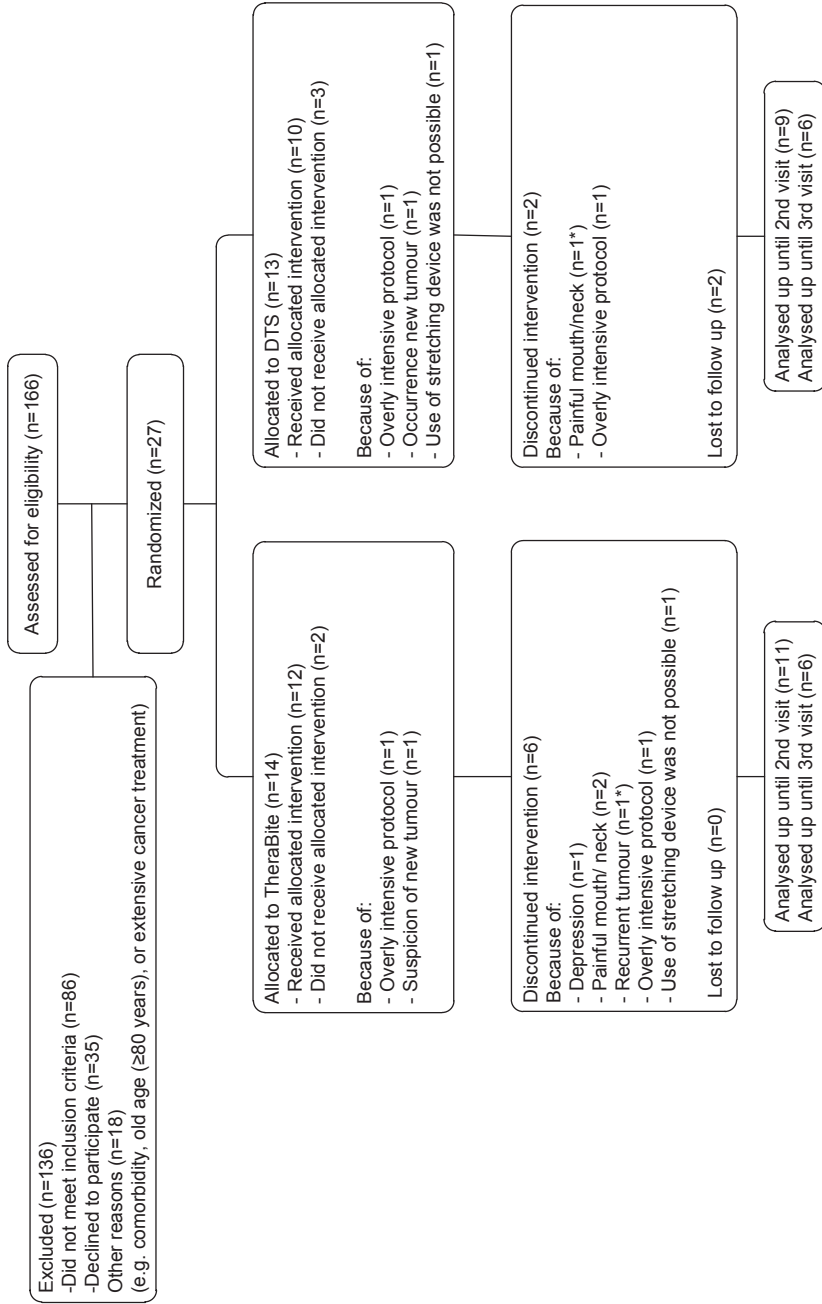 Assessed for eligibility (n=166)
Excluded (n=136)
-Did not meet inclusion criteria (n=86)
-Declined to participate (n=35)
Other reasons (n=18)
(e.g. comorbidity, old age (≥80 years), or extensive cancer treatment)
Randomized (n=27)
Allocated to TheraBite (n=14)
- Received allocated intervention (n=12)
- Did not receive allocated intervention (n=2)
Because of:
- Overly intensive protocol (n=1)
- Suspicion of new tumour (n=1)
Allocated to DTS (n=13)
- Received allocated intervention (n=10)
- Did not receive allocated intervention (n=3)
Because of:
- Overly intensive protocol (n=1)
- Occurrence new tumour (n=1)
- Use of stretching device was not possible (n=1)
Discontinued intervention (n=6)
Because of:
- Depression (n=1)
- Painful mouth/ neck (n=2)
- Recurrent tumour (n=1*)
- Overly intensive protocol (n=1)
- Use of stretching device was not possible (n=1)
Lost to follow up (n=0)
Discontinued intervention (n=2)
Because of:
- Painful mouth/neck (n=1*)
- Overly intensive protocol (n=1)
Lost to follow up (n=2)
Analysed up until 2nd visit (n=11)
Analysed up until 3rd visit (n=6)
Analysed up until 2nd visit (n=9)
Analysed up until 3rd visit (n=6)